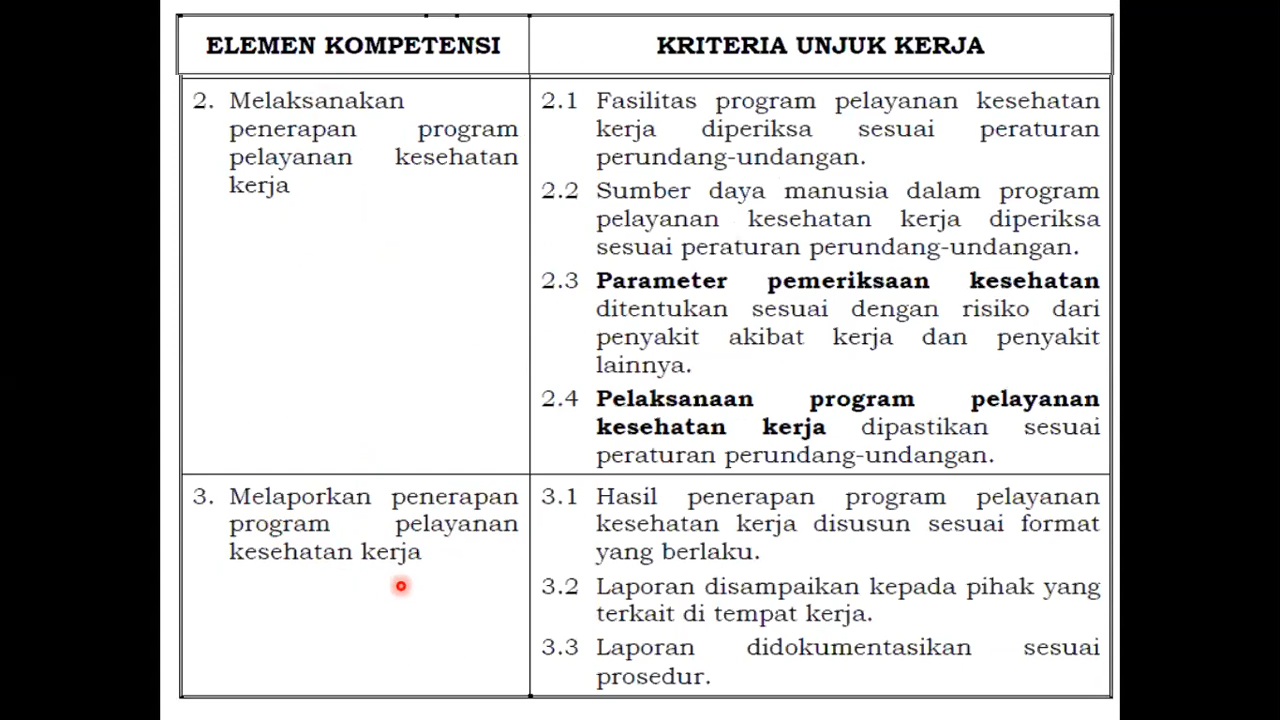 ELEMEN KOMPETENSI
KRITERIA UNJUK KERJA
2. Melaksanakan
penerapan program
pelayanan kesehatan
kerja
2.1 Fasilitas program pelayanan kesehatan
kerja diperiksa sesuai peraturan
perundang-undangan.
2.2 Sumber daya manusia dalam program
pelayanan kesehatan kerja diperiksa
sesuai peraturan perundang-undangan.
2.3 Parameter pemeriksaan kesehatan
ditentukan sesuai dengan risiko dari
penyakit akibat kerja dan penyakit
lainnya.
2.4 Pelaksanaan program pelayanan
kesehatan kerja dipastikan sesuai
peraturan perundang-undangan.
3. Melaporkan penerapan
program pelayanan
kesehatan kerja
3.1 Hasil penerapan program pelayanan
kesehatan kerja disusun sesuai format
yang berlaku.
3.2 Laporan disampaikan kepada pihak yang
terkait di tempat kerja.
3.3 Laporan didokumentasikan sesuai
prosedur.